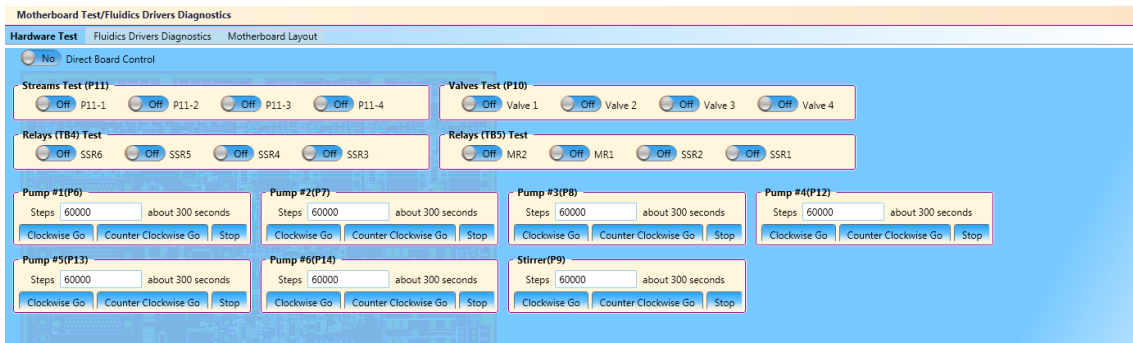 Motherboard Test/Fluidics Drivers Diagnostics
Hardware Test Fluidics Drivers Diagnostics Motherboard Layout
No Direct Board Control
Streams Test (P11) Valves Test (P10)
Off P11-1 Off P11-2 Off P11-3 Off P11-4 Off Valve 1 Off Valve 2 Off Valve 3 Off Valve 4
Relays (TB4) Test Relays (TB5) Test
Off SSR6 Off SSR5 Off SSR4 Off SSR3 Off MR2 Off MR1 Off SSR2 Off SSR1
Pump #1(P6) Pump #2(P7) Pump #3(P8) Pump #4(P12)
Steps 60000 about 300 seconds Steps 60000 about 300 seconds Steps 60000 about 300 seconds Steps 60000 about 300 seconds
Clockwise Go Counter Clockwise Go Stop Clockwise Go Counter Clockwise Go Stop Clockwise Go Counter Clockwise Go Stop Clockwise Go Counter Clockwise Go Stop
Pump #5(P13) Pump #6(P14) Stirrer(P9)
Steps 60000 about 300 seconds Steps 60000 about 300 seconds Steps 60000 about 300 seconds
Clockwise Go Counter Clockwise Go Stop Clockwise Go Counter Clockwise Go Stop Clockwise Go Counter Clockwise Go Stop